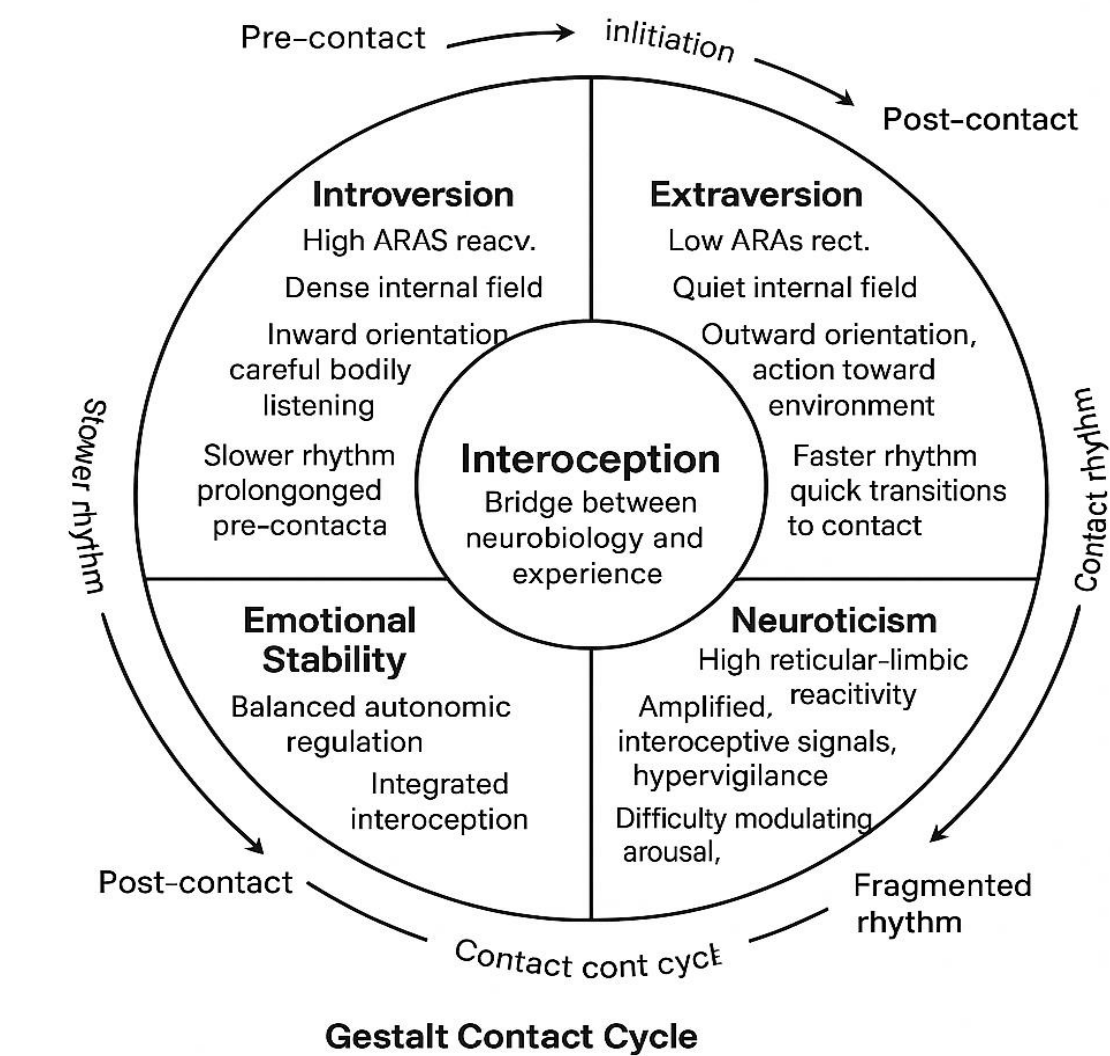 Pre-contact
inlitiation
Post-contact
Introversion
High ARAS reacv.
Dense internal field
Inward orientation
careful bodily
listening
Slower rhythm
prolongonged
pre-contacta
Extraversion
Low ARAs rect.
Quiet internal field
Outward orientation,
action toward
environment
Faster rhythm
quick transitions
to contact
Interoception
Bridge between
neurobiology and
experience
Stower rhythm
Contact rhythm
Emotional
Stability
Balanced autonomic
regulation
Integrated
interoception
Neuroticism
High reticular-limbic
reacitivity
Amplified,
interoceptive signals,
hypervigilance
Difficulty modulating
arousal,
Post-contact
Fragmented
rhythm
Contact cont
Gestalt Contact Cycle